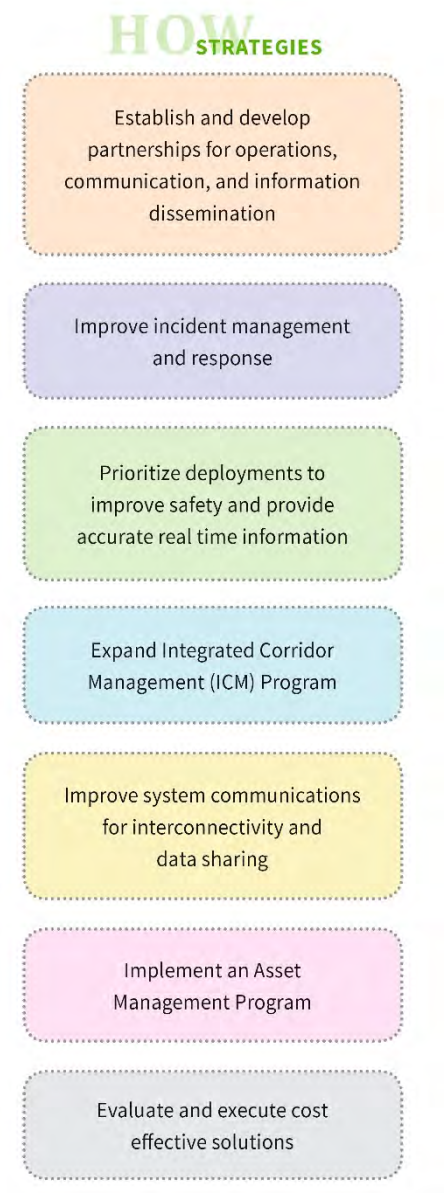 HOW
STRATEGIES
Establish and develop
partnerships for operations,
communication, and information
dissemination
Improve incident management
and response
Prioritize deployments to
improve safety and provide
accurate real time information
Expand Integrated Corridor
Management (ICM) Program
Improve system communications
for interconnectivity and
data sharing
Implement an Asset
Management Program
Evaluate and execute cost
effective solutions